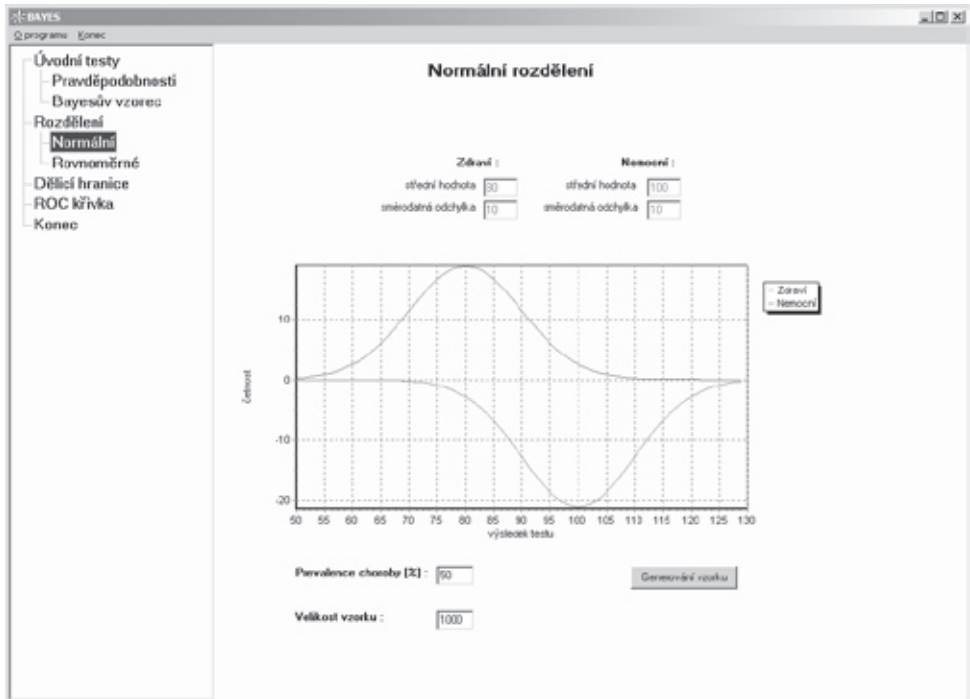 BAYES
O programu Konec
Úvodní testy
Pravděpodobnosti
Bayesův vzorec
Rozdělení
Normální
Rovnoměrné
Dělicí hranice
ROC křivka
Konec
Normální rozdělení
Zdraví : Nemocní :
střední hodnota 80 střední hodnota 100
směrodatná odchylka 10 směrodatná odchylka 10
Zdraví
Nemocní
četnost
10
0
-10
-20
50 55 60 65 70 75 80 85 90 95 100 105 110 115 120 125 130
výsledek testu
Prevalence choroby [%] : 50
Generování vzorku
Velikost vzorku : 1000